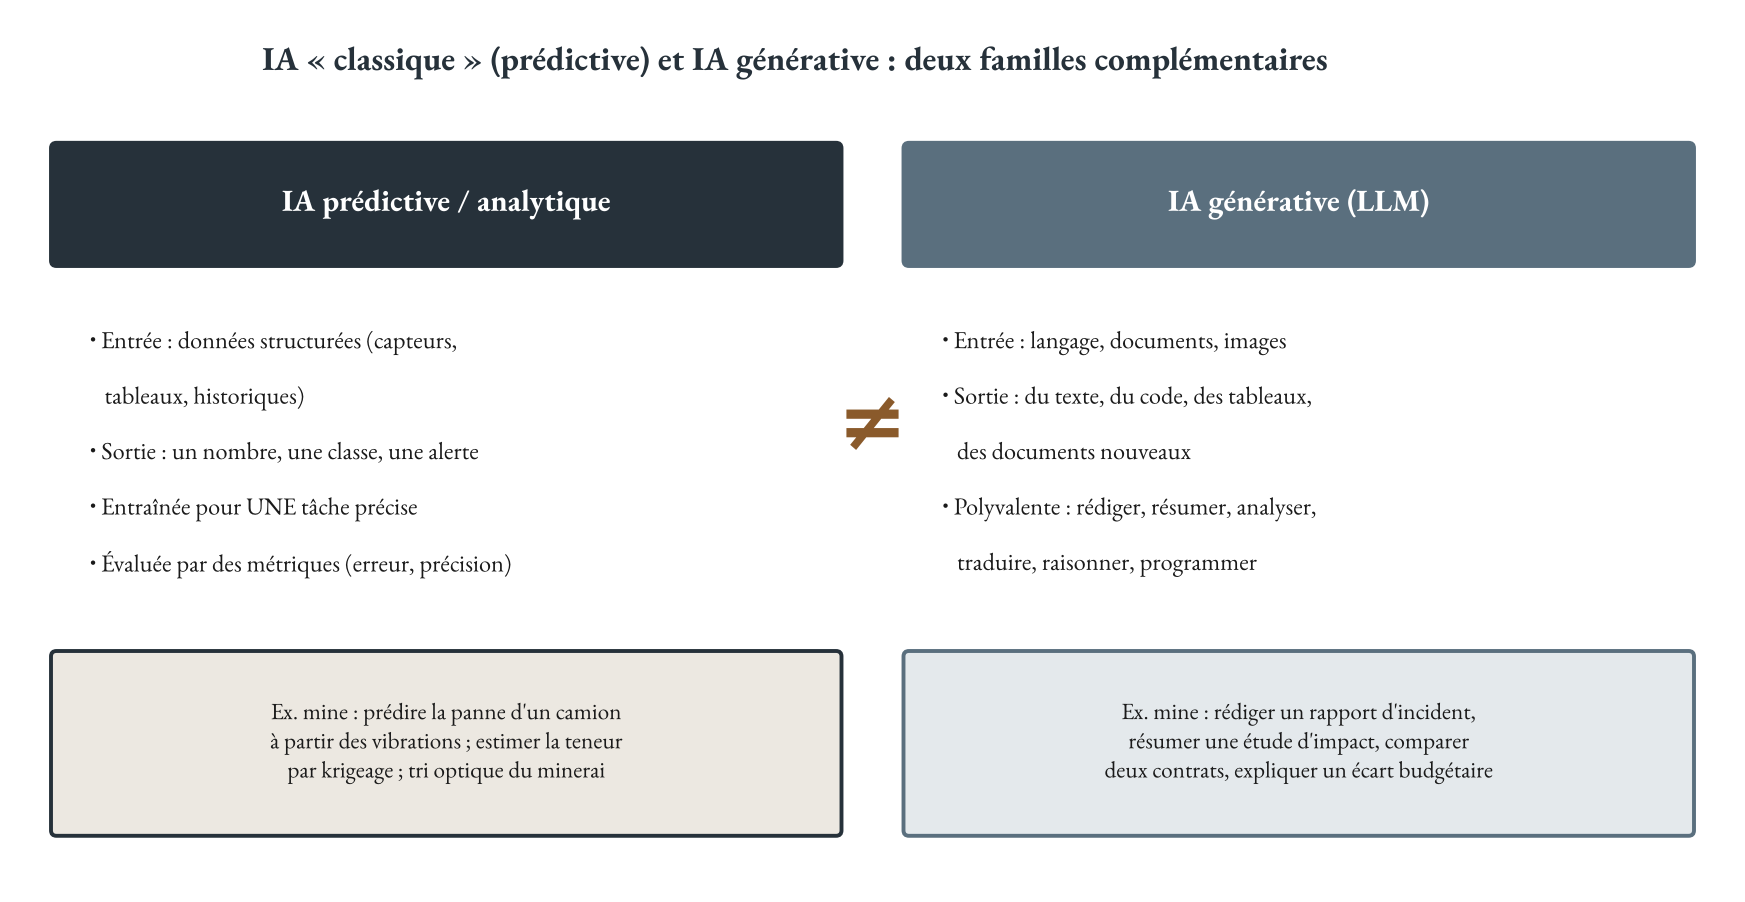 IA « classique » (prédictive) et IA générative : deux familles complémentaires
IA prédictive / analytique
• Entrée : données structurées (capteurs,
tableaux, historiques)
• Sortie : un nombre, une classe, une alerte
• Entraînée pour UNE tâche précise
• Évaluée par des métriques (erreur, précision)
Ex. mine : prédire la panne d'un camion
à partir des vibrations ; estimer la teneur
par krigeage ; tri optique du minerai
≠
IA générative (LLM)
• Entrée : langage, documents, images
• Sortie : du texte, du code, des tableaux,
des documents nouveaux
• Polyvalente : rédiger, résumer, analyser,
traduire, raisonner, programmer
Ex. mine : rédiger un rapport d'incident,
résumer une étude d'impact, comparer
deux contrats, expliquer un écart budgétaire